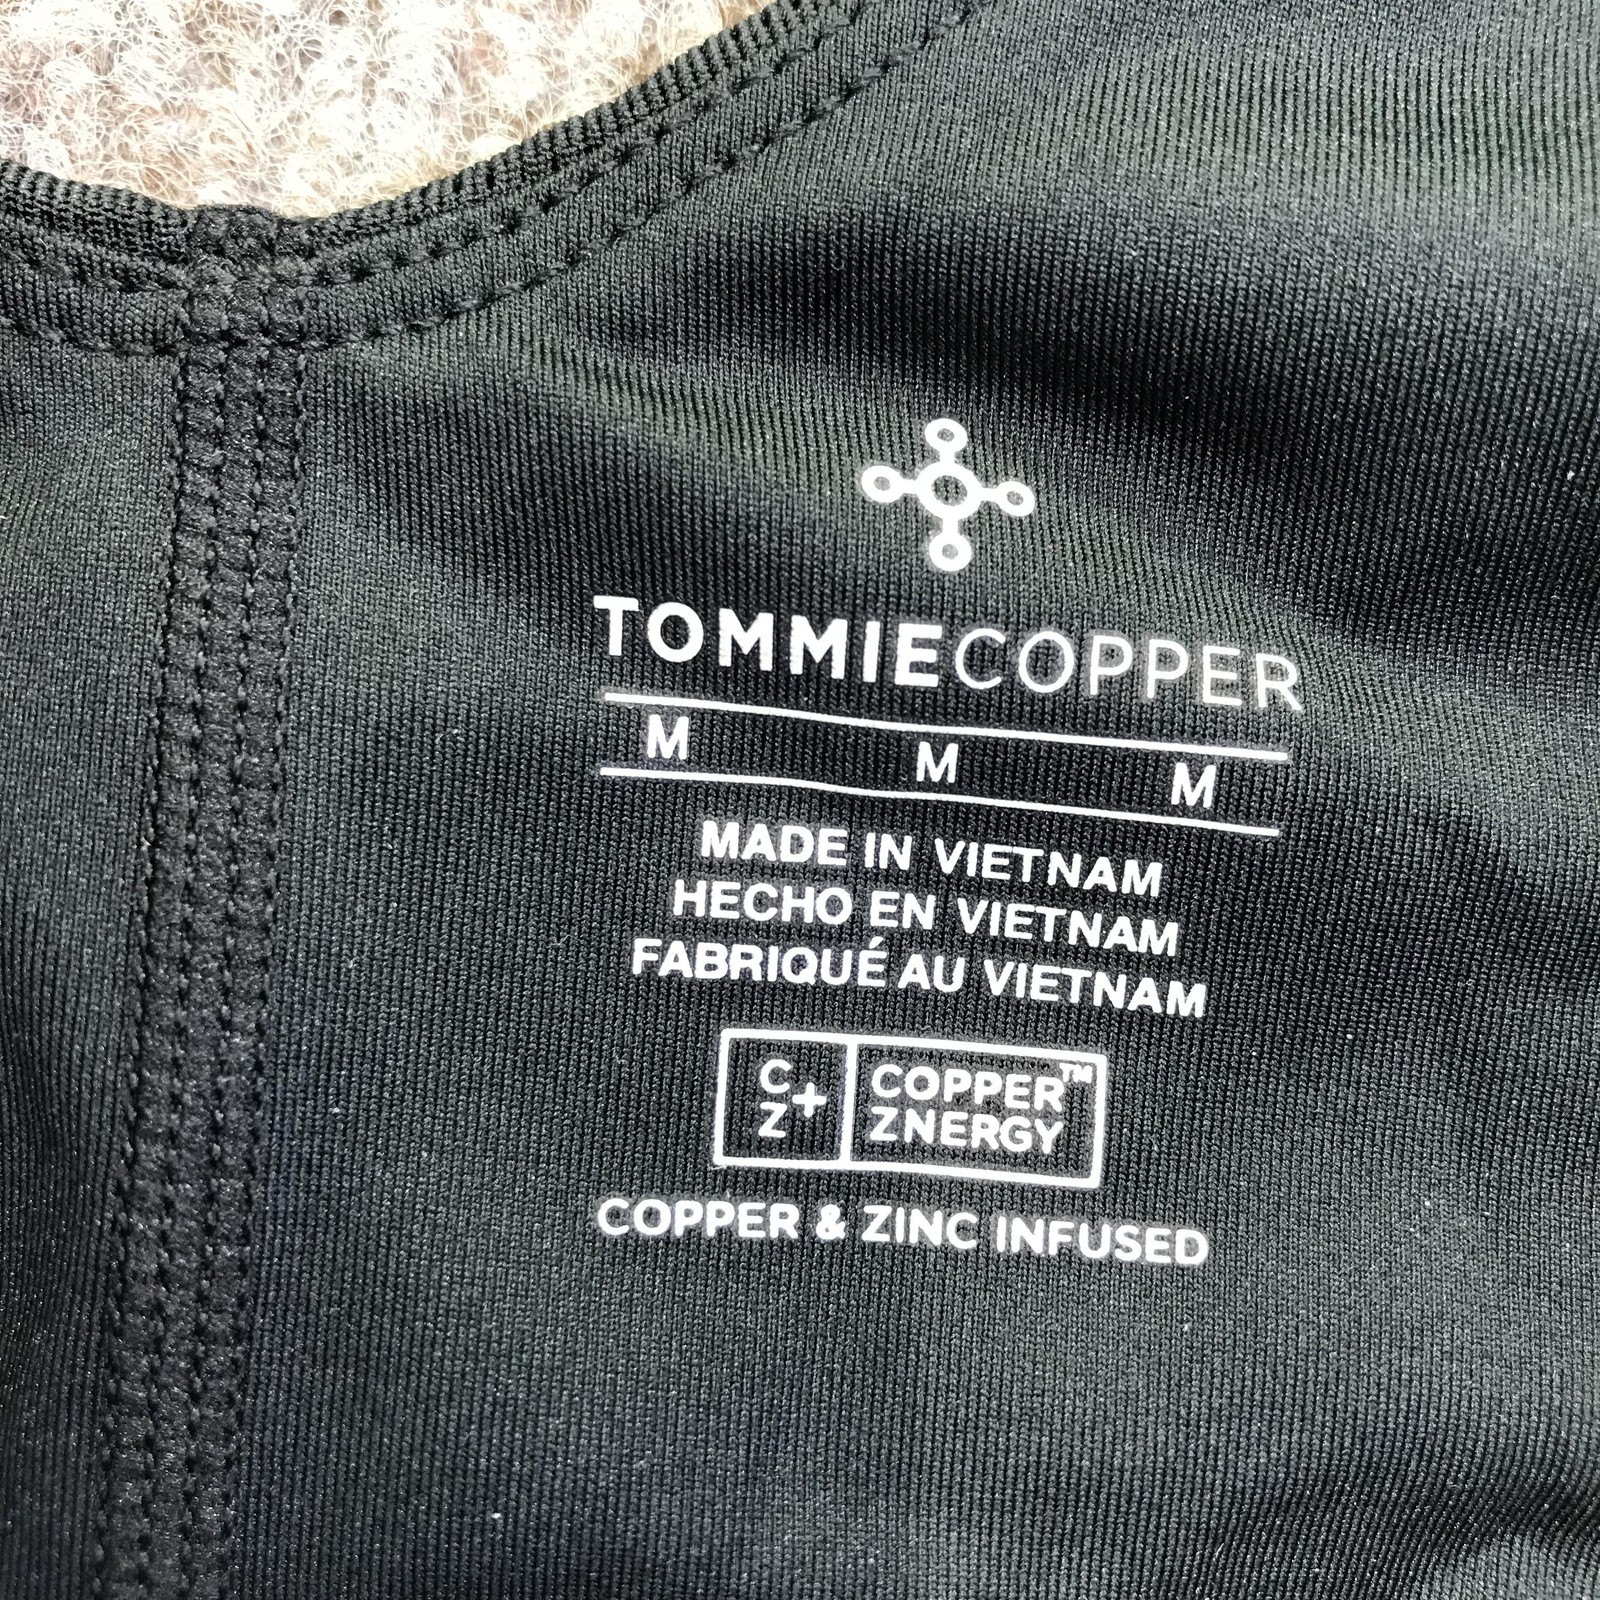 TOMMIECOPPER
M M M
MADE IN VIETNAM
HECHO EN VIETNAM
FABRIQUÉ AU VIETNAM
C
Z+
COPPER™
ZNERGY
COPPER & ZINC INFUSED